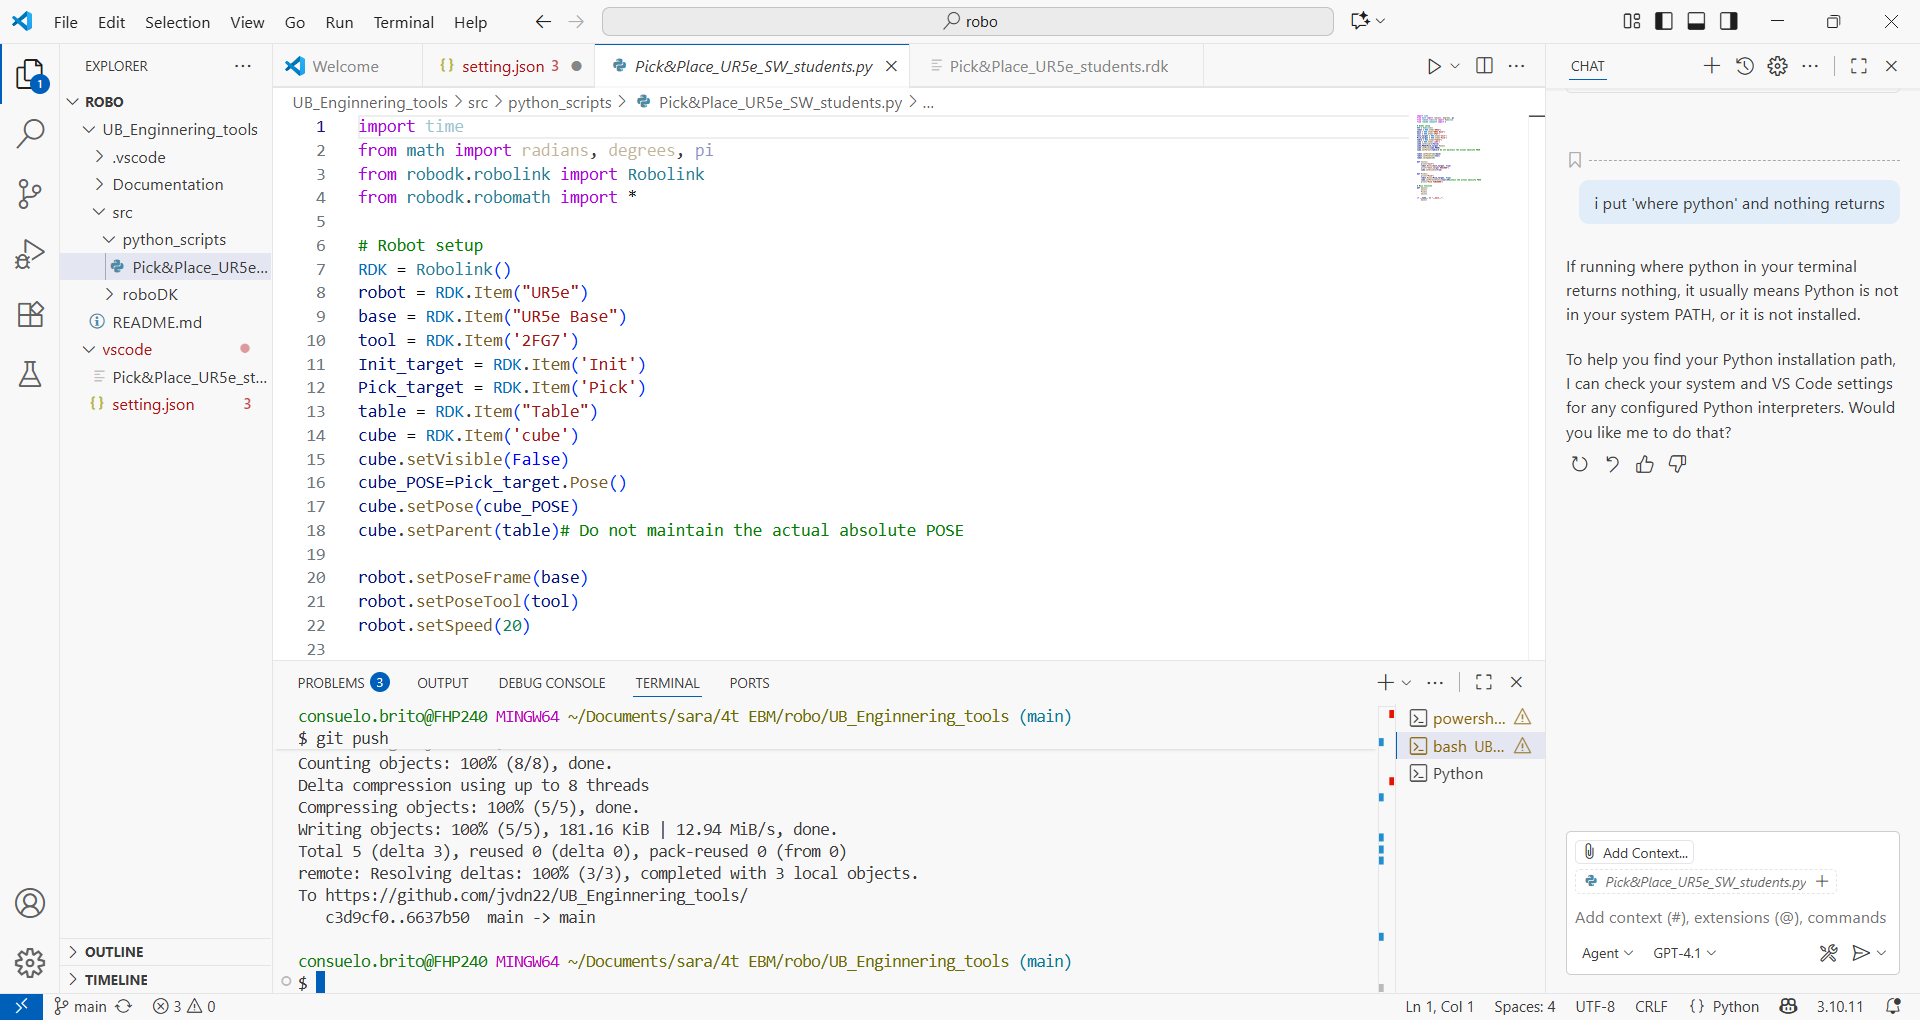 File Edit Selection View Go Run Terminal Help
robo
EXPLORER
ROBO
UB_Enginnering_tools
.vscode
Documentation
src
python_scripts
Pick&Place_UR5e...
roboDK
README.md
vscode
Pick&Place_UR5e_st...
setting.json 3
OUTLINE
TIMELINE
1
Welcome
setting.json 3
Pick&Place_UR5e_SW_students.py
Pick&Place_UR5e_students.rdk
UB_Enginnering_tools > src > python_scripts > Pick&Place_UR5e_SW_students.py > ...
1 import time
2 from math import radians, degrees, pi
3 from robodk.robolink import Robolink
4 from robodk.robomath import *
5
6 # Robot setup
7 RDK = Robolink()
8 robot = RDK.Item("UR5e")
9 base = RDK.Item("UR5e Base")
10 tool = RDK.Item('2FG7')
11 Init_target = RDK.Item('Init')
12 Pick_target = RDK.Item('Pick')
13 table = RDK.Item("Table")
14 cube = RDK.Item('cube')
15 cube.setVisible(False)
16 cube_POSE=Pick_target.Pose()
17 cube.setPose(cube_POSE)
18 cube.setParent(table)# Do not maintain the actual absolute POSE
19
20 robot.setPoseFrame(base)
21 robot.setPoseTool(tool)
22 robot.setSpeed(20)
23
PROBLEMS 3 OUTPUT DEBUG CONSOLE TERMINAL PORTS
consuelo.brito@FHP240 MINGW64 ~/Documents/sara/4t EBM/robo/UB_Enginnering_tools (main)
$ git push
Counting objects: 100% (8/8), done.
Delta compression using up to 8 threads
Compressing objects: 100% (5/5), done.
Writing objects: 100% (5/5), 181.16 KiB | 12.94 MiB/s, done.
Total 5 (delta 3), reused 0 (delta 0), pack-reused 0 (from 0)
remote: Resolving deltas: 100% (3/3), completed with 3 local objects.
To https://github.com/jvdn22/UB_Enginnering_tools/
c3d9cf0..6637b50 main -> main
consuelo.brito@FHP240 MINGW64 ~/Documents/sara/4t EBM/robo/UB_Enginnering_tools (main)
$
powersh...
bash UB...
Python
CHAT
i put 'where python' and nothing returns
If running where python in your terminal
returns nothing, it usually means Python is not
in your system PATH, or it is not installed.
To help you find your Python installation path,
I can check your system and VS Code settings
for any configured Python interpreters. Would
you like me to do that?
Add Context...
Pick&Place_UR5e_SW_students.py
Add context (#), extensions (@), commands
Agent GPT-4.1
main 3 0
Ln 1, Col 1 Spaces: 4 UTF-8 CRLF {} Python 3.10.11